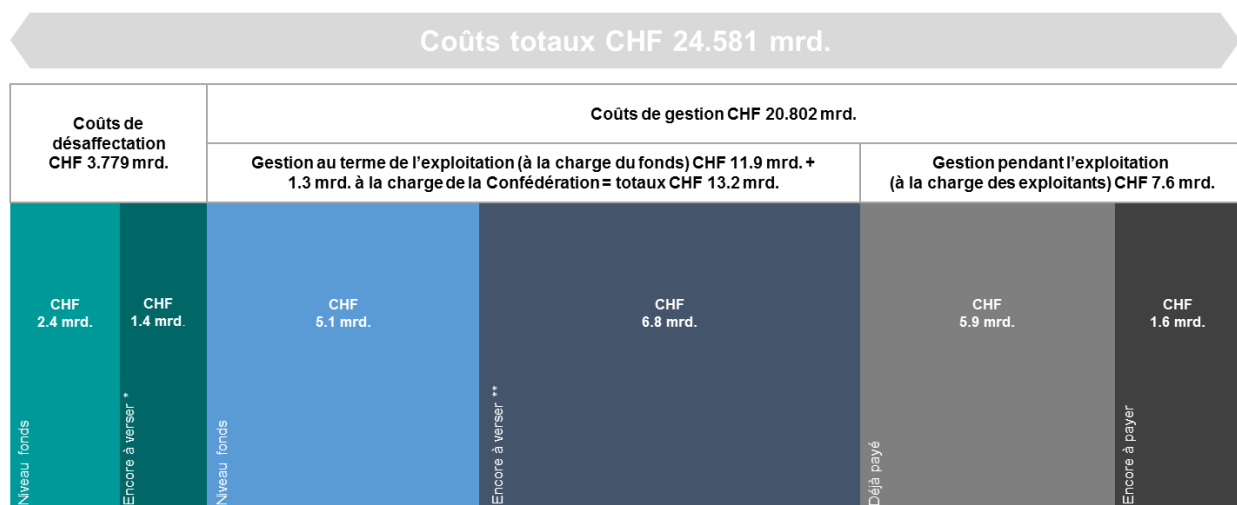 Coûts totaux CHF 24.581 mrd.
Coûts de
désaffectation
CHF 3.779 mrd.
Coûts de gestion CHF 20.802 mrd.
Gestion au terme de l'exploitation (à la charge du fonds) CHF 11.9 mrd. +
1.3 mrd. à la charge de la Confédération = totaux CHF 13.2 mrd.
Gestion pendant l'exploitation
(à la charge des exploitants) CHF 7.6 mrd.
CHF
2.4 mrd.
CHF
1.4 mrd.
CHF
5.1 mrd.
CHF
6.8 mrd.
CHF
5.9 mrd.
CHF
1.6 mrd.
Niveau fonds
Encore à verser *
Niveau fonds
Encore à verser **
Déjà payé
Encore à payer